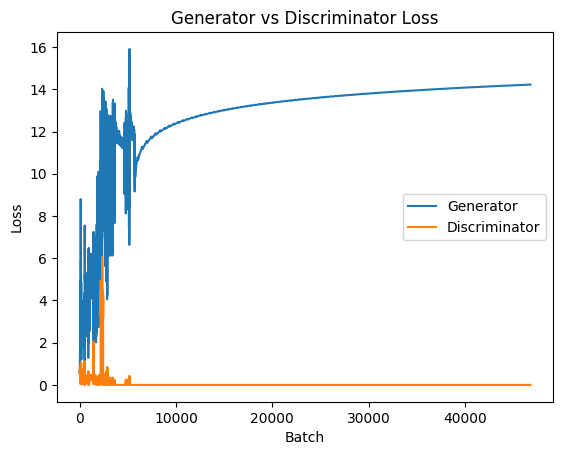 Generator vs Discriminator Loss
16
14
12
10
8
6
4
2
0
Loss
Generator
Discriminator
0
10000
20000
30000
40000
Batch